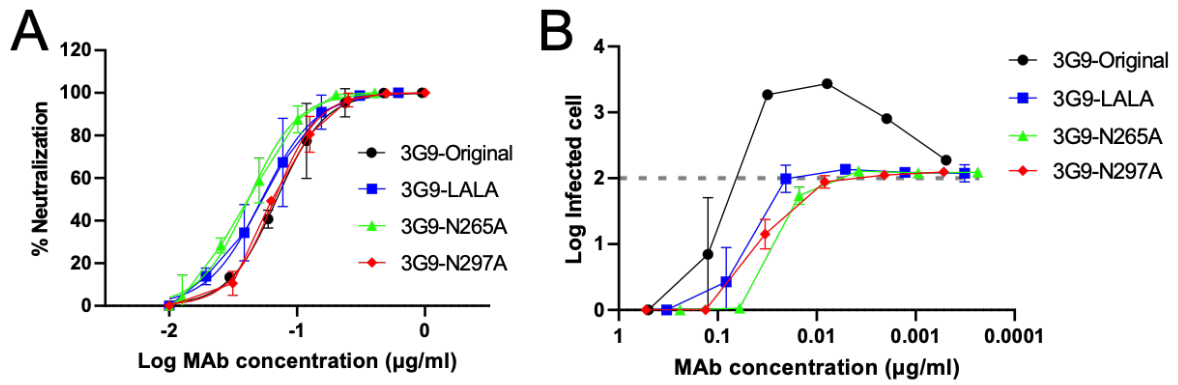 A
120
100
80
60
40
20
0
% Neutralization
-2
-1
0
Log MAb concentration (µg/ml)
3G9-Original
3G9-LALA
3G9-N265A
3G9-N297A
B
4
3
2
1
0
Log Infected cell
1
0.1
0.01
0.001
0.0001
MAb concentration (µg/ml)
3G9-Original
3G9-LALA
3G9-N265A
3G9-N297A